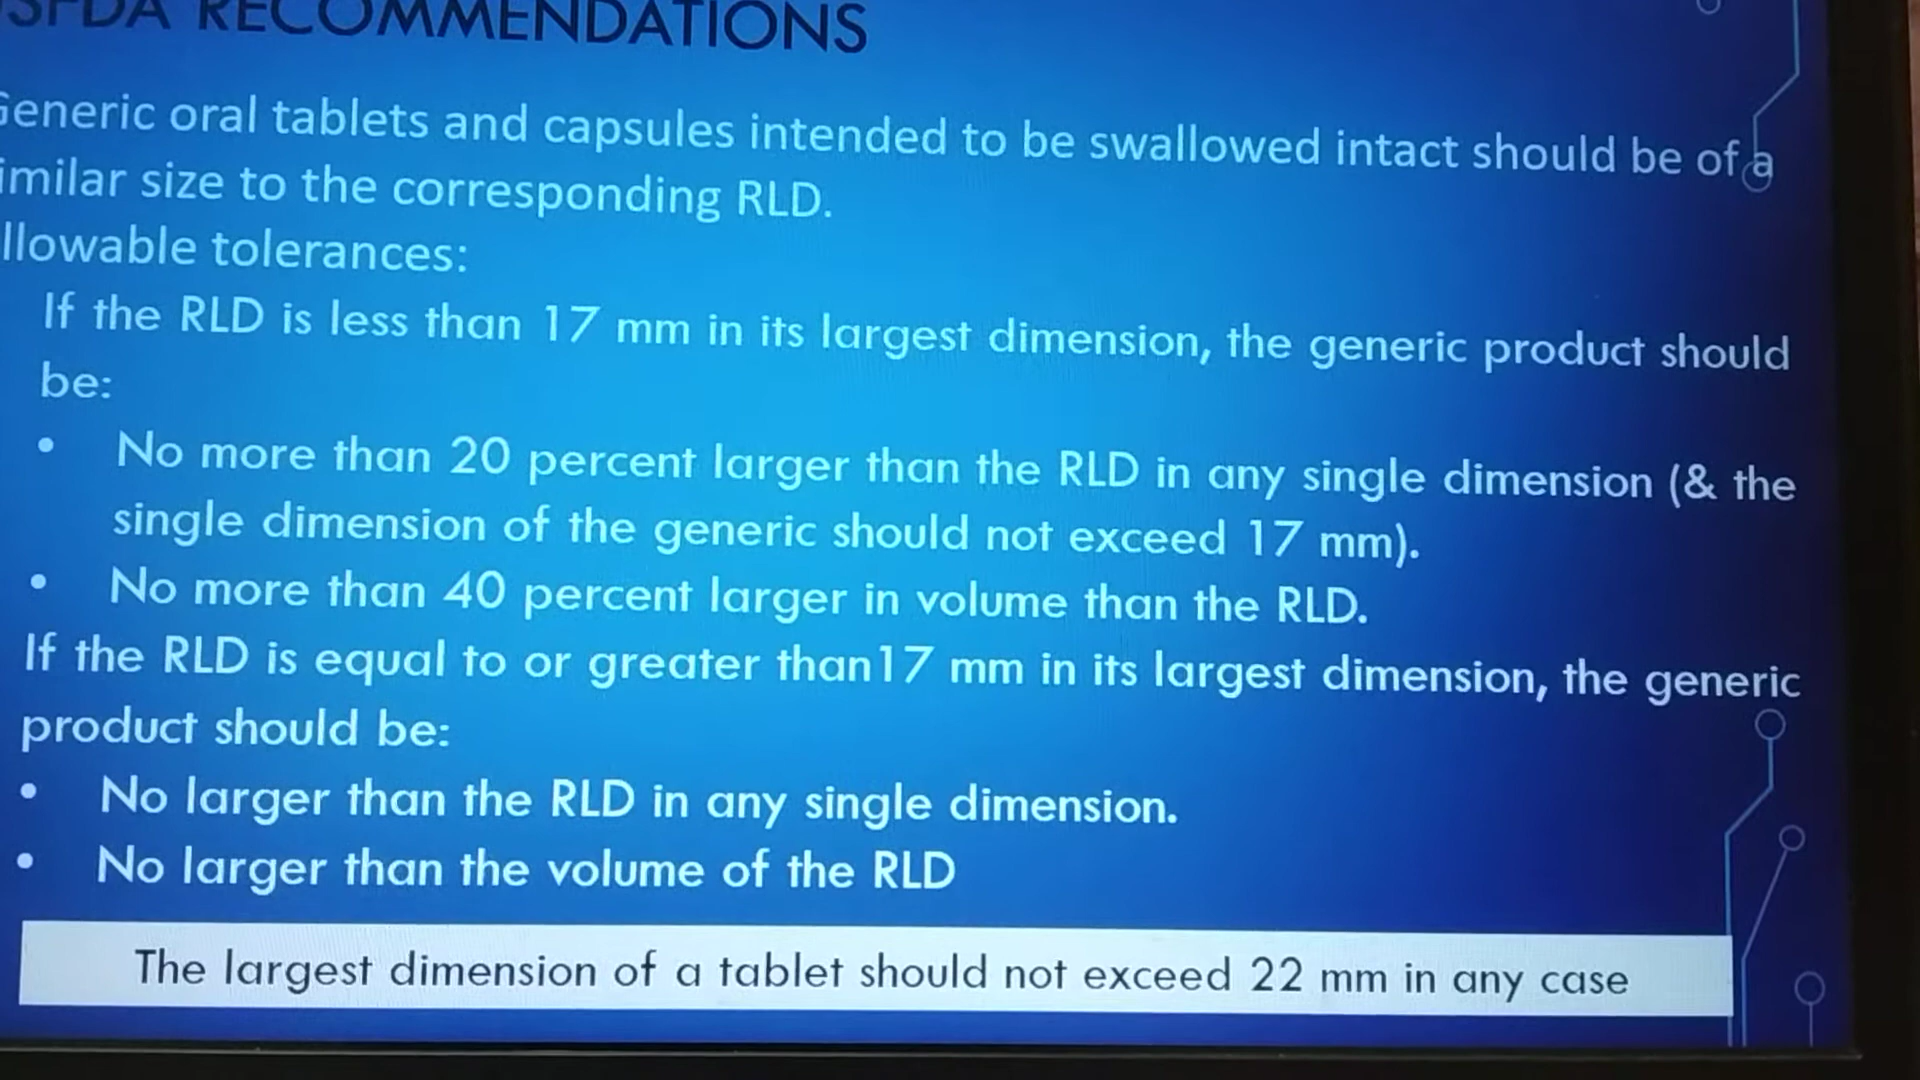 SFDA RECOMMENDATIONS
Generic oral tablets and capsules intended to be swallowed intact should be of a
imilar size to the corresponding RLD.
llowable tolerances:
If the RLD is less than 17 mm in its largest dimension, the generic product should
be:
• No more than 20 percent larger than the RLD in any single dimension (& the
single dimension of the generic should not exceed 17 mm).
• No more than 40 percent larger in volume than the RLD.
If the RLD is equal to or greater than17 mm in its largest dimension, the generic
product should be:
• No larger than the RLD in any single dimension.
• No larger than the volume of the RLD
The largest dimension of a tablet should not exceed 22 mm in any case